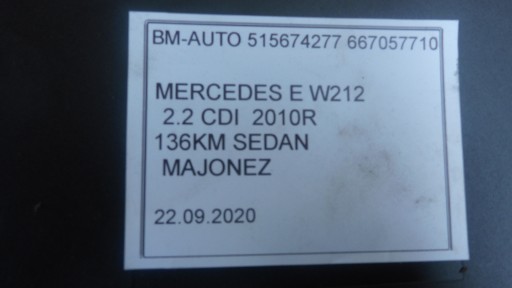 BM-AUTO 515674277 667057710
MERCEDES E W212
2.2 CDI 2010R
136KM SEDAN
MAJONEZ
22.09.2020